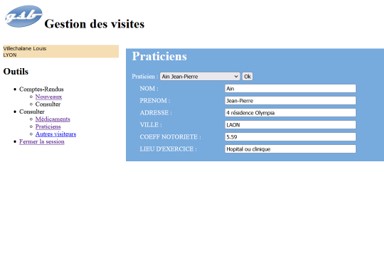 gsb
Gestion des visites
Villechalane Louis
LYON
Outils
Comptes-Rendus
Nouveaux
Consulter
Consulter
Médicaments
Praticiens
Autres visiteurs
Fermer la session
Praticiens
Praticien : Ain Jean-Pierre Ok
NOM : Ain
PRENOM : Jean-Pierre
ADRESSE : 4 résidence Olympia
VILLE : LAON
COEFF NOTORIETE : 5.59
LIEU D'EXERCICE : Hopital ou clinique